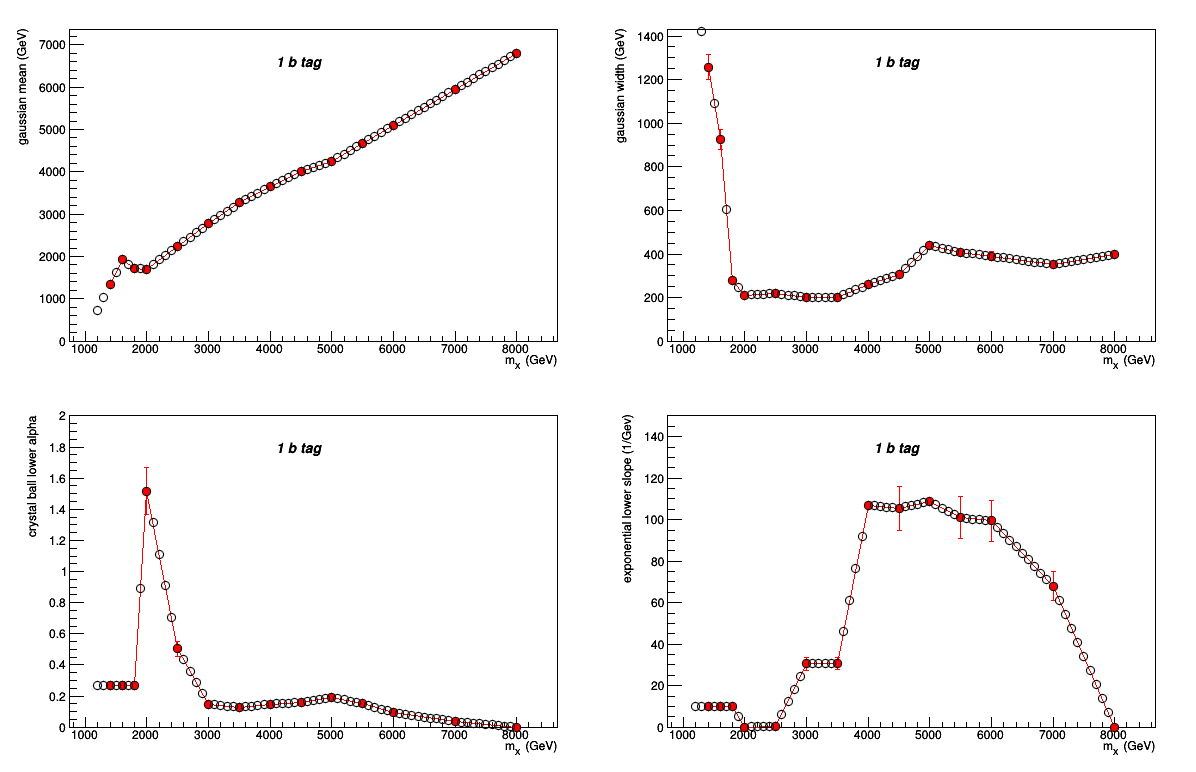 gaussian mean (GeV)
7000
6000
5000
4000
3000
2000
1000
0
1 b tag
1000 2000 3000 4000 5000 6000 7000 8000
m_x (GeV)
gaussian width (GeV)
1400
1200
1000
800
600
400
200
0
1 b tag
1000 2000 3000 4000 5000 6000 7000 8000
m_x (GeV)
crystal ball lower alpha
2
1.8
1.6
1.4
1.2
1
0.8
0.6
0.4
0.2
0
1 b tag
1000 2000 3000 4000 5000 6000 7000 8000
m_x (GeV)
exponential lower slope (1/Gev)
140
120
100
80
60
40
20
0
1 b tag
1000 2000 3000 4000 5000 6000 7000 8000
m_x (GeV)